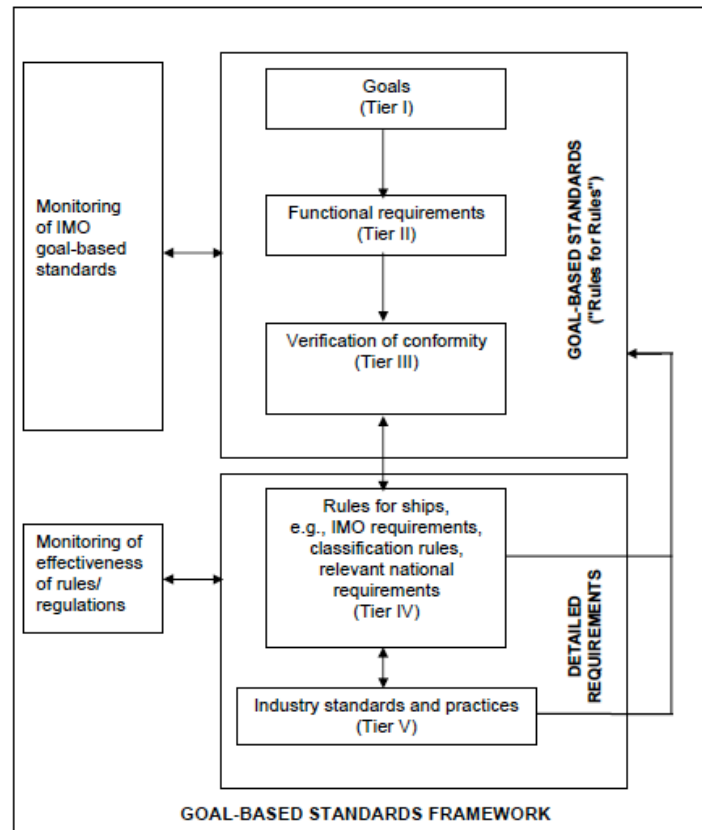 Goals
(Tier I)
Functional requirements
(Tier II)
Verification of conformity
(Tier III)
Monitoring
of IMO
goal-based
standards
GOAL-BASED STANDARDS
("Rules for Rules")
Rules for ships,
e.g., IMO requirements,
classification rules,
relevant national
requirements
(Tier IV)
Monitoring of
effectiveness
of rules/
regulations
Industry standards and practices
(Tier V)
DETAILED
REQUIREMENTS
GOAL-BASED STANDARDS FRAMEWORK